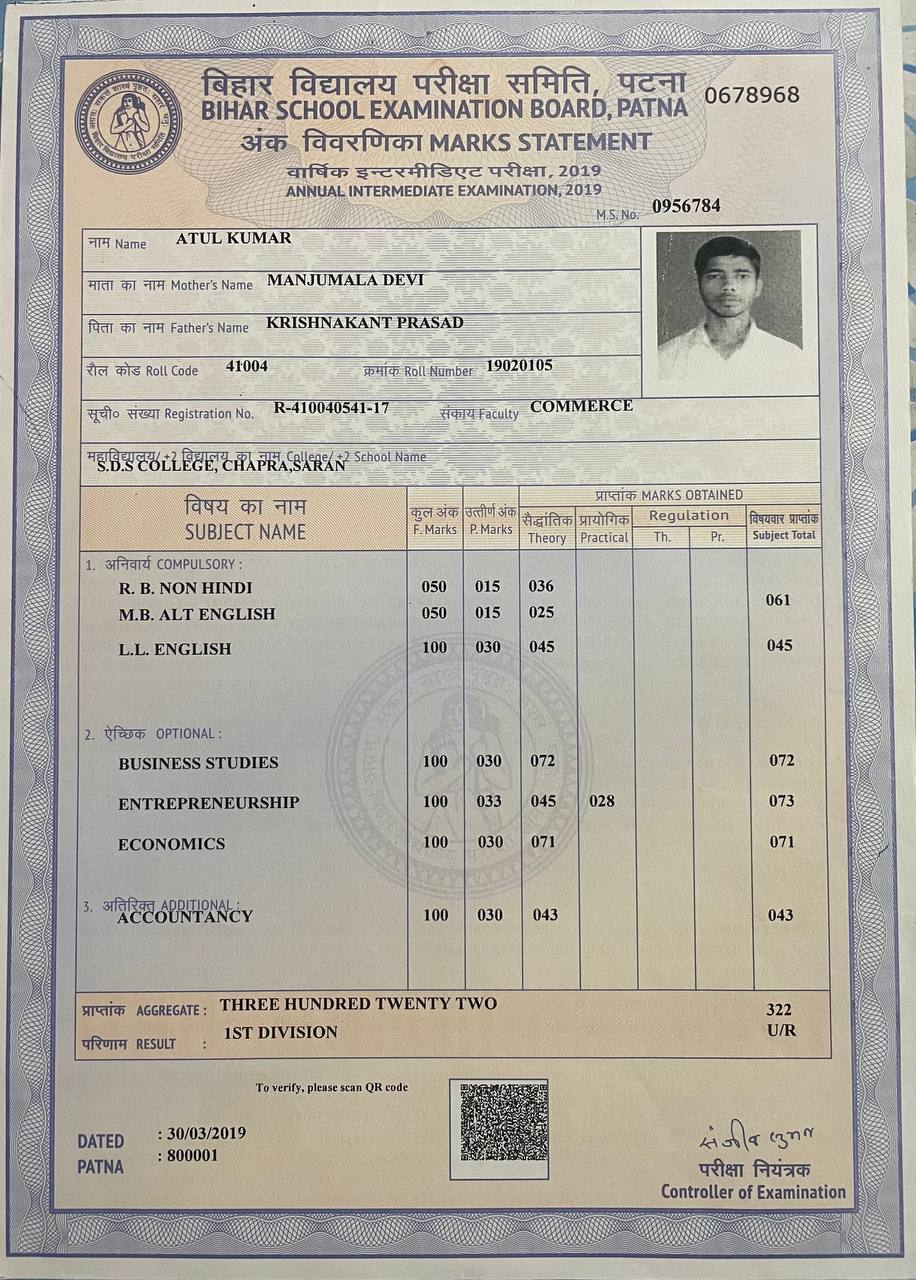 बिहार विद्यालय परीक्षा समिति, पटना
BIHAR SCHOOL EXAMINATION BOARD, PATNA
0678968
अंक विवरणिका MARKS STATEMENT
वार्षिक इन्टरमीडिएट परीक्षा, 2019
ANNUAL INTERMEDIATE EXAMINATION, 2019
M.S. No. 0956784
नाम Name ATUL KUMAR
माता का नाम Mother's Name MANJUMALA DEVI
पिता का नाम Father's Name KRISHNAKANT PRASAD
रौल कोड Roll Code 41004 क्रमांक Roll Number 19020105
सूची० संख्या Registration No. R-410040541-17 संकाय Faculty COMMERCE
महाविद्यालय/ +2 विद्यालय का नाम College/ +2 School Name
S.D.S COLLEGE, CHAPRA,SARAN
विषय का नाम SUBJECT NAME
कुल अंक F. Marks
उत्तीर्ण अंक P. Marks
प्राप्तांक MARKS OBTAINED
सैद्धांतिक Theory
प्रायोगिक Practical
Regulation
Th. Pr.
विषयवार प्राप्तांक Subject Total
1. अनिवार्य COMPULSORY :
R. B. NON HINDI 050 015 036
061
M.B. ALT ENGLISH 050 015 025
L.L. ENGLISH 100 030 045 045
2. ऐच्छिक OPTIONAL :
BUSINESS STUDIES 100 030 072 072
ENTREPRENEURSHIP 100 033 045 028 073
ECONOMICS 100 030 071 071
3. अतिरिक्त ADDITIONAL :
ACCOUNTANCY 100 030 043 043
प्राप्तांक AGGREGATE : THREE HUNDRED TWENTY TWO 322
U/R
परिणाम RESULT : 1ST DIVISION
To verify, please scan QR code
DATED : 30/03/2019
PATNA : 800001
संजीव कुमार
परीक्षा नियंत्रक
Controller of Examination